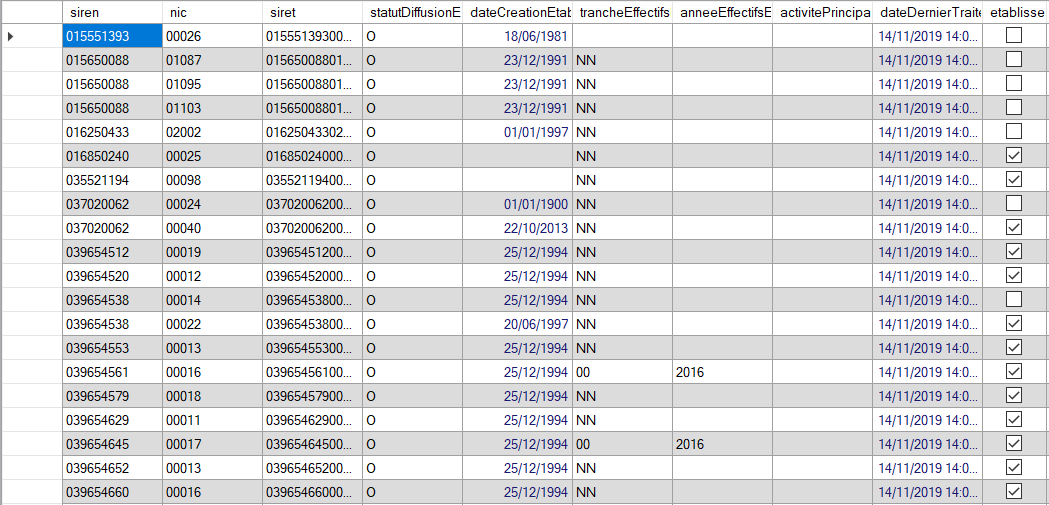 siren nic siret statutDiffusionE dateCreationEtab trancheEffectifs anneeEffectifsE activitePrincipa dateDernierTraite etablisse
015551393 00026 01555139300... O 18/06/1981 14/11/2019 14:0...
015650088 01087 01565008801... O 23/12/1991 NN 14/11/2019 14:0...
015650088 01095 01565008801... O 23/12/1991 NN 14/11/2019 14:0...
015650088 01103 01565008801... O 23/12/1991 NN 14/11/2019 14:0...
016250433 02002 01625043302... O 01/01/1997 NN 14/11/2019 14:0...
016850240 00025 01685024000... O NN 14/11/2019 14:0...
035521194 00098 03552119400... O NN 14/11/2019 14:0...
037020062 00024 03702006200... O 01/01/1900 NN 14/11/2019 14:0...
037020062 00040 03702006200... O 22/10/2013 NN 14/11/2019 14:0...
039654512 00019 03965451200... O 25/12/1994 NN 14/11/2019 14:0...
039654520 00012 03965452000... O 25/12/1994 NN 14/11/2019 14:0...
039654538 00014 03965453800... O 25/12/1994 NN 14/11/2019 14:0...
039654538 00022 03965453800... O 20/06/1997 NN 14/11/2019 14:0...
039654553 00013 03965455300... O 25/12/1994 NN 14/11/2019 14:0...
039654561 00016 03965456100... O 25/12/1994 00 2016 14/11/2019 14:0...
039654579 00018 03965457900... O 25/12/1994 NN 14/11/2019 14:0...
039654629 00011 03965462900... O 25/12/1994 NN 14/11/2019 14:0...
039654645 00017 03965464500... O 25/12/1994 00 2016 14/11/2019 14:0...
039654652 00013 03965465200... O 25/12/1994 NN 14/11/2019 14:0...
039654660 00016 03965466000... O 25/12/1994 NN 14/11/2019 14:0...